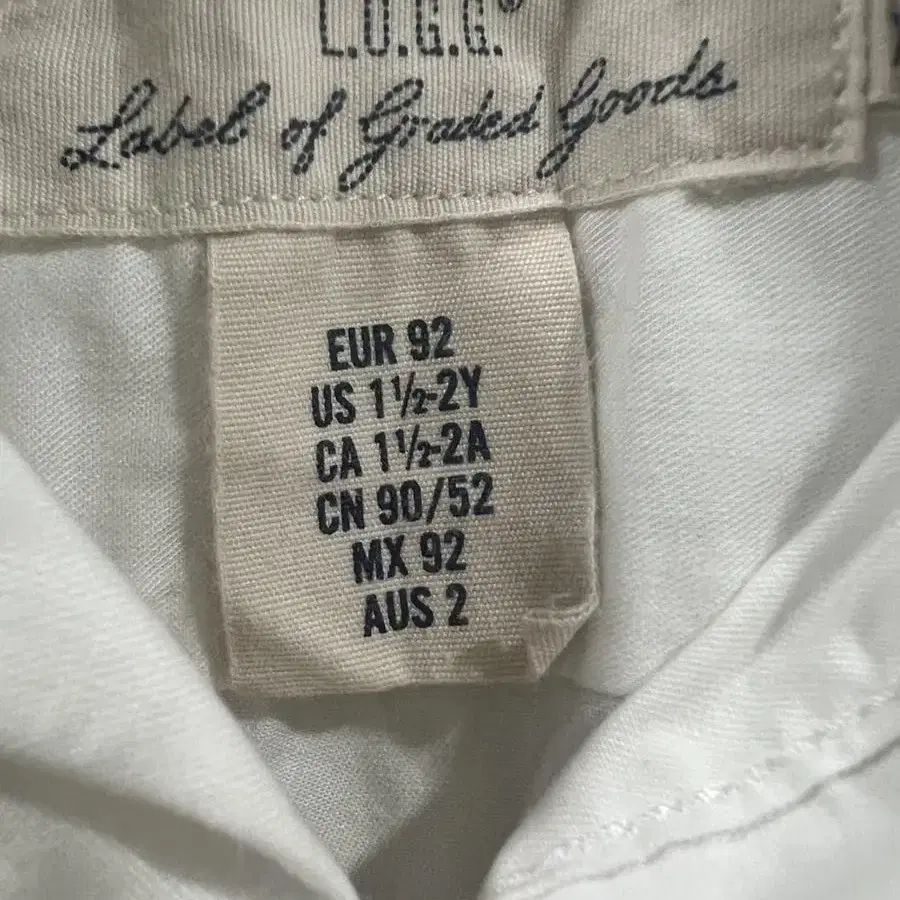 L.O.G.G.®
Label of Graded Goods
EUR 92
US 1½-2Y
CA 1½-2A
CN 90/52
MX 92
AUS 2